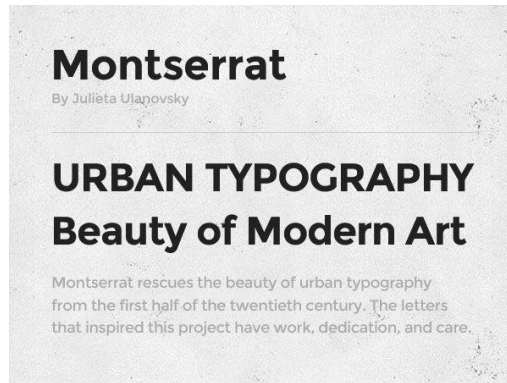 Montserrat
By Julieta Ulanovsky
URBAN TYPOGRAPHY
Beauty of Modern Art
Montserrat rescues the beauty of urban typography
from the first half of the twentieth century. The letters
that inspired this project have work, dedication, and care.